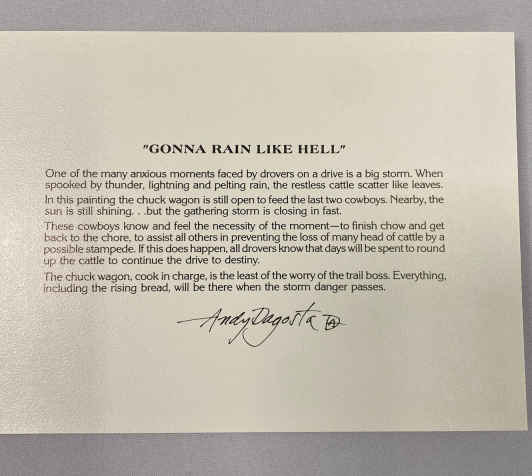 "GONNA RAIN LIKE HELL"
One of the many anxious moments faced by drovers on a drive is a big storm. When
spooked by thunder, lightning and pelting rain, the restless cattle scatter like leaves.
In this painting the chuck wagon is still open to feed the last two cowboys. Nearby, the
sun is still shining. . .but the gathering storm is closing in fast.
These cowboys know and feel the necessity of the moment—to finish chow and get
back to the chore, to assist all others in preventing the loss of many head of cattle by a
possible stampede. If this does happen, all drovers know that days will be spent to round
up the cattle to continue the drive to destiny.
The chuck wagon, cook in charge, is the least of the worry of the trail boss. Everything,
including the rising bread, will be there when the storm danger passes.
Andy Dagosta